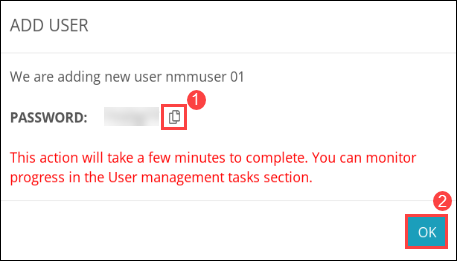 ADD USER
We are adding new user nmmuser 01
1
PASSWORD:
This action will take a few minutes to complete. You can monitor
progress in the User management tasks section.
2
OK